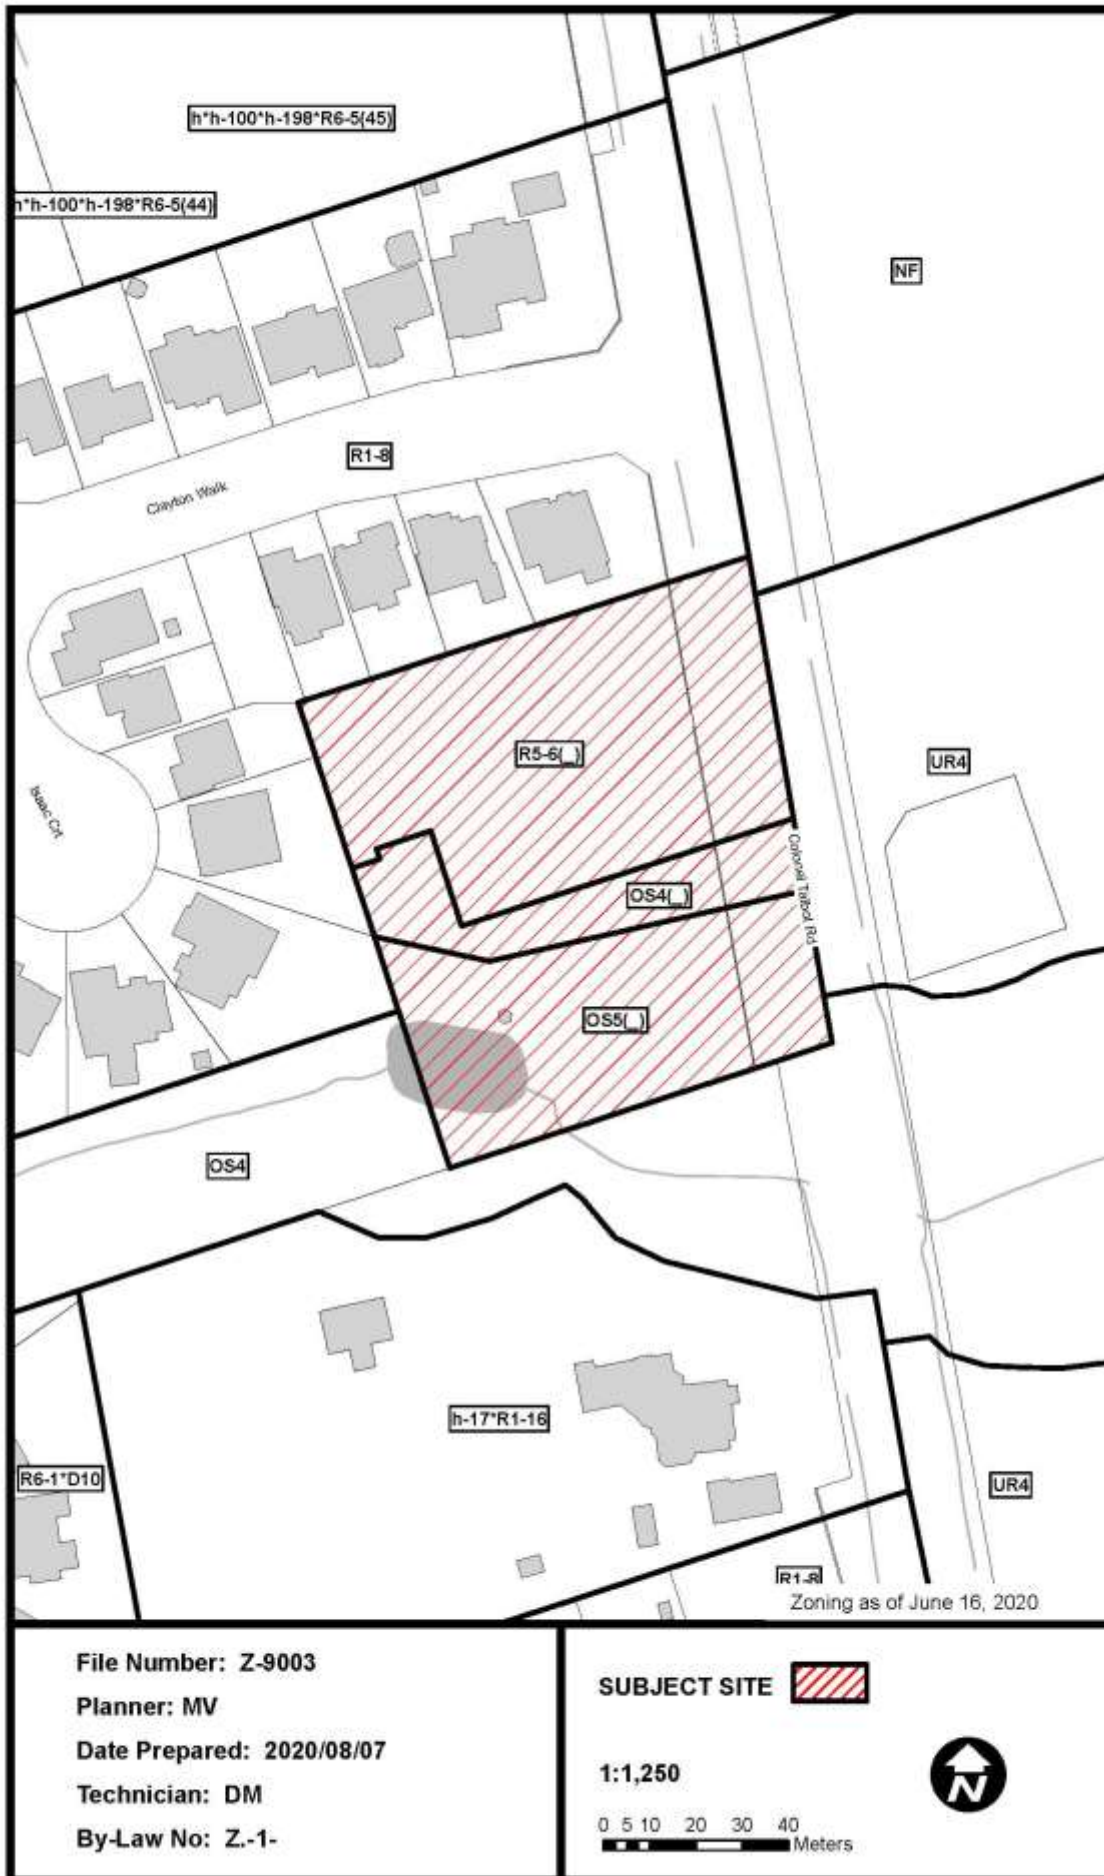 h*h-100*h-198*R6-5(45)
h*h-100*h-198*R6-5(44)
NF
R1-8
Clayton Walk
R5-6(_)
UR4
Isaac Crt
OS4(_)
Colonel Talbot Rd
OS5(_)
OS4
h-17*R1-16
R6-1*D10
UR4
R1-8
Zoning as of June 16, 2020
File Number: Z-9003
Planner: MV
Date Prepared: 2020/08/07
Technician: DM
By-Law No: Z.-1-
SUBJECT SITE
1:1,250
N
0 5 10 20 30 40
Meters